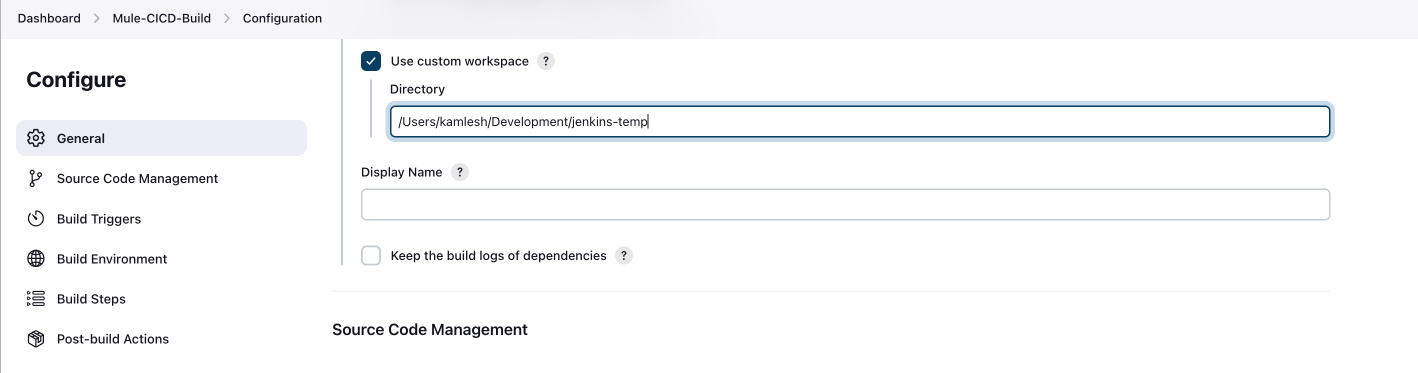 Dashboard > Mule-CICD-Build > Configuration
Configure
General
Source Code Management
Build Triggers
Build Environment
Build Steps
Post-build Actions
Use custom workspace ?
Directory
/Users/kamlesh/Development/jenkins-temp
Display Name ?
Keep the build logs of dependencies ?
Source Code Management